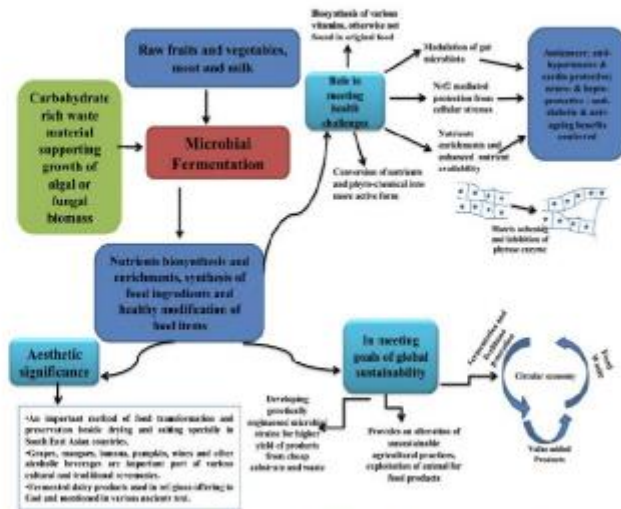 Biosynthesis of various
vitamins, otherwise not
found in original food
Raw fruits and vegetables,
meat and milk
Carbohydrate
rich waste
material
supporting
growth of
algal or
fungal
biomass
Microbial
Fermentation
Role in
meeting
health
challenges
Modulation of gut
microbiota
Nrf2 mediated
protection from
cellular stresses
Nutrients
enrichments and
enhanced nutrient
availability
Conversion of nutrients
and phyto-chemical into
more active form
Anticancer; anti-
hypertensive &
cardio protective;
neuro- & hepto-
protective; anti-
diabetic & anti-
ageing benefits
conferred
Matrix softening
and inhibition of
phytase enzyme
Nutrients biosynthesis and
enrichments, synthesis of
food ingredients and
healthy modification of
food items
Aesthetic
significance
•An important method of food transformation and
preservation beside drying and salting specially in
South East Asian countries.
•Grapes, mangoes, banana, pumpkin, wines and other
alcoholic beverages are important part of various
cultural and traditional ceremonies.
•Fermented dairy products used in religious offering to
God and mentioned in various ancient text.
In meeting
goals of global
sustainability
Developing
genetically
engineered microbial
strains for higher
yield of products
from cheap
substrate and waste
Provides an alteration of
unsustainable
agricultural practices,
exploitation of animal for
food products
Fermentation and
Circular economy
Food
Waste
Value added
Products